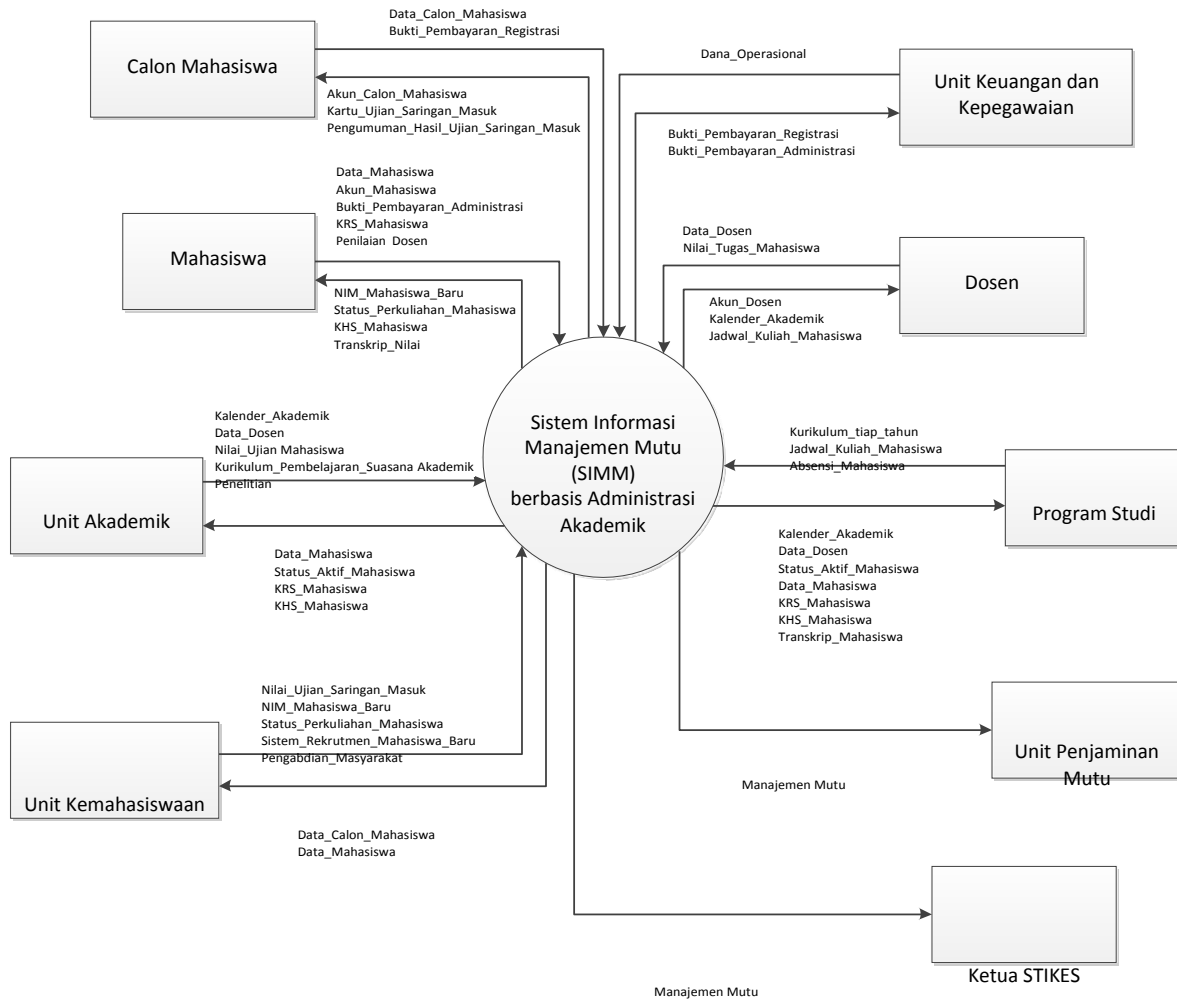 Data_Calon_Mahasiswa
Bukti_Pembayaran_Registrasi
Calon Mahasiswa
Akun_Calon_Mahasiswa
Kartu_Ujian_Saringan_Masuk
Pengumuman_Hasil_Ujian_Saringan_Masuk
Dana_Operasional
Unit Keuangan dan
Kepegawaian
Bukti_Pembayaran_Registrasi
Bukti_Pembayaran_Administrasi
Data_Mahasiswa
Akun_Mahasiswa
Bukti_Pembayaran_Administrasi
KRS_Mahasiswa
Penilaian Dosen
Mahasiswa
NIM_Mahasiswa_Baru
Status_Perkuliahan_Mahasiswa
KHS_Mahasiswa
Transkrip_Nilai
Data_Dosen
Nilai_Tugas_Mahasiswa
Dosen
Akun_Dosen
Kalender_Akademik
Jadwal_Kuliah_Mahasiswa
Sistem Informasi
Manajemen Mutu
(SIMM)
berbasis Administrasi
Akademik
Kalender_Akademik
Data_Dosen
Nilai_Ujian Mahasiswa
Kurikulum_Pembelajaran_Suasana Akademik
Penelitian
Unit Akademik
Data_Mahasiswa
Status_Aktif_Mahasiswa
KRS_Mahasiswa
KHS_Mahasiswa
Kurikulum_tiap_tahun
Jadwal_Kuliah_Mahasiswa
Absensi_Mahasiswa
Program Studi
Kalender_Akademik
Data_Dosen
Status_Aktif_Mahasiswa
Data_Mahasiswa
KRS_Mahasiswa
KHS_Mahasiswa
Transkrip_Mahasiswa
Nilai_Ujian_Saringan_Masuk
NIM_Mahasiswa_Baru
Status_Perkuliahan_Mahasiswa
Sistem_Rekrutmen_Mahasiswa_Baru
Pengabdian_Masyarakat
Unit Kemahasiswaan
Data_Calon_Mahasiswa
Data_Mahasiswa
Unit Penjaminan
Mutu
Manajemen Mutu
Ketua STIKES
Manajemen Mutu